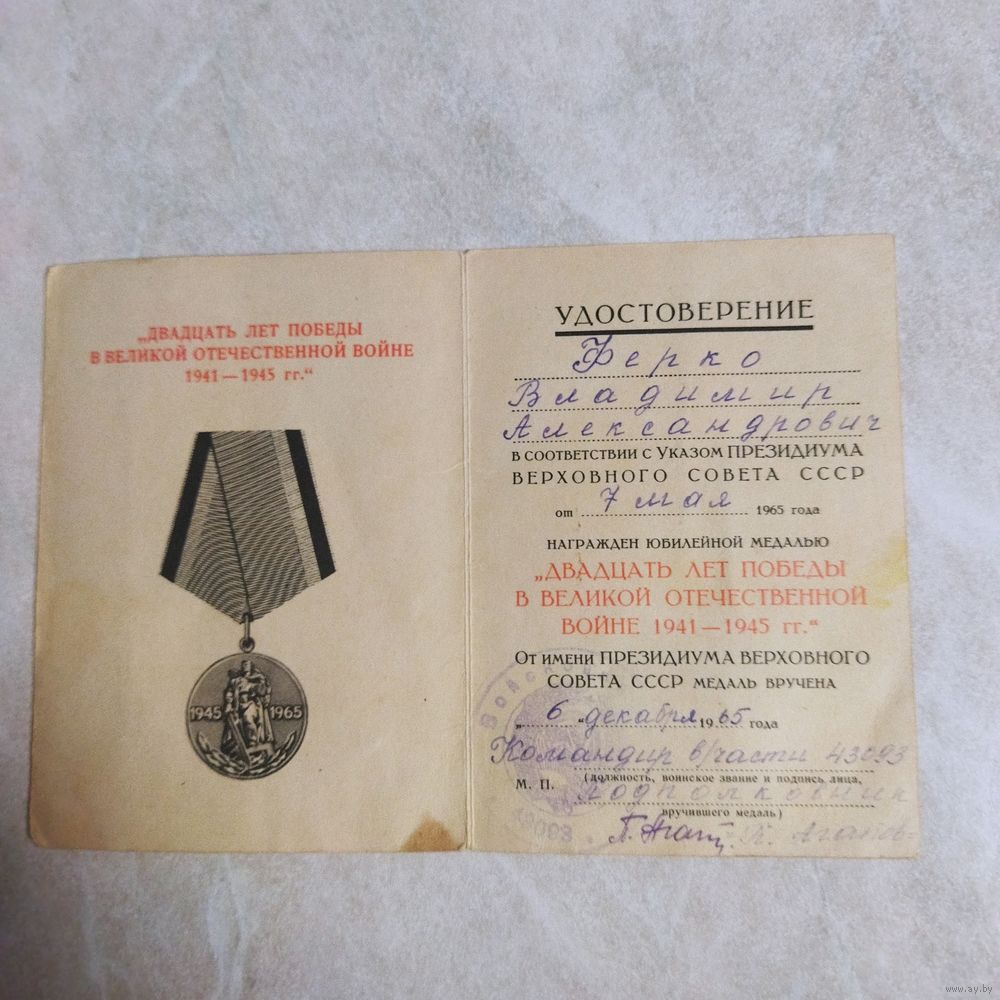 „ДВАДЦАТЬ ЛЕТ ПОБЕДЫ
В ВЕЛИКОЙ ОТЕЧЕСТВЕННОЙ ВОЙНЕ
1941—1945 гг.“
1945 1965
УДОСТОВЕРЕНИЕ
Ферко
Владимир
Александрович
В СООТВЕТСТВИИ С УКАЗОМ ПРЕЗИДИУМА
ВЕРХОВНОГО СОВЕТА СССР
от 7 мая 1965 года
НАГРАЖДЕН ЮБИЛЕЙНОЙ МЕДАЛЬЮ
„ДВАДЦАТЬ ЛЕТ ПОБЕДЫ
В ВЕЛИКОЙ ОТЕЧЕСТВЕННОЙ
ВОЙНЕ 1941—1945 гг.“
ОТ ИМЕНИ ПРЕЗИДИУМА ВЕРХОВНОГО
СОВЕТА СССР МЕДАЛЬ ВРУЧЕНА
„6“ декабря 1965 года
Командир в/части 43093
М. П. (должность, воинское звание и подпись лица,
подполковник
вручившего медаль)
www.ay.by